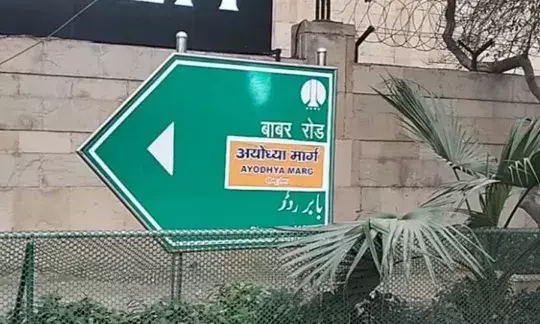 बाबर रोड
अयोध्या मार्ग
AYODHYA MARG
بابر روڈ